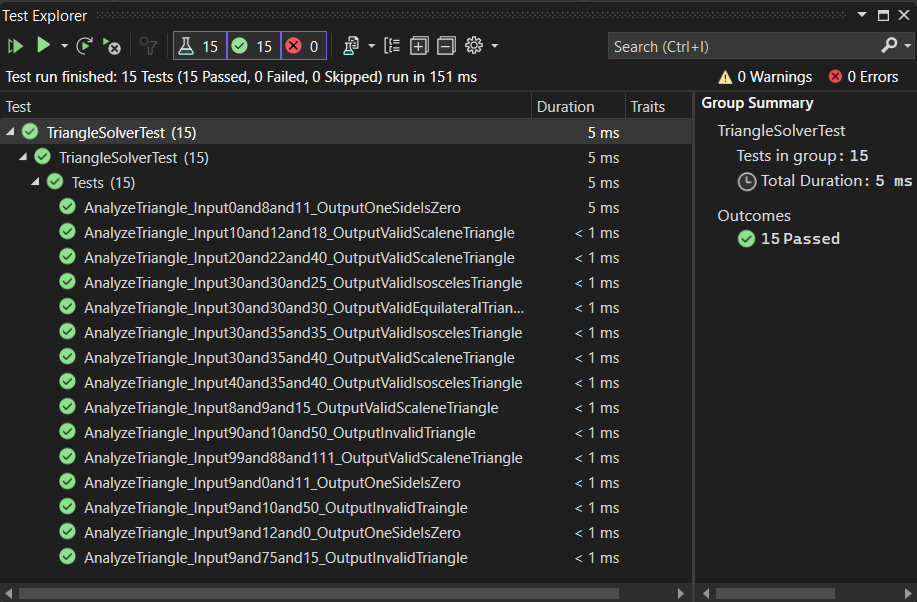 Test Explorer
15 15 0 Search (Ctrl+I)
Test run finished: 15 Tests (15 Passed, 0 Failed, 0 Skipped) run in 151 ms 0 Warnings 0 Errors
Test Duration Traits
TriangleSolverTest (15) 5 ms
TriangleSolverTest (15) 5 ms
Tests (15) 5 ms
AnalyzeTriangle_Input0and8and11_OutputOneSideIsZero 5 ms
AnalyzeTriangle_Input10and12and18_OutputValidScaleneTriangle < 1 ms
AnalyzeTriangle_Input20and22and40_OutputValidScaleneTriangle < 1 ms
AnalyzeTriangle_Input30and30and25_OutputValidIsoscelesTriangle < 1 ms
AnalyzeTriangle_Input30and30and30_OutputValidEquilateralTrian... < 1 ms
AnalyzeTriangle_Input30and35and35_OutputValidIsoscelesTriangle < 1 ms
AnalyzeTriangle_Input30and35and40_OutputValidScaleneTriangle < 1 ms
AnalyzeTriangle_Input40and35and40_OutputValidIsoscelesTriangle < 1 ms
AnalyzeTriangle_Input8and9and15_OutputValidScaleneTriangle < 1 ms
AnalyzeTriangle_Input90and10and50_OutputInvalidTriangle < 1 ms
AnalyzeTriangle_Input99and88and111_OutputValidScaleneTriangle < 1 ms
AnalyzeTriangle_Input9and0and11_OutputOneSideIsZero < 1 ms
AnalyzeTriangle_Input9and10and50_OutputInvalidTraingle < 1 ms
AnalyzeTriangle_Input9and12and0_OutputOneSideIsZero < 1 ms
AnalyzeTriangle_Input9and75and15_OutputInvalidTriangle < 1 ms
Group Summary
TriangleSolverTest
Tests in group: 15
Total Duration: 5 ms
Outcomes
15 Passed